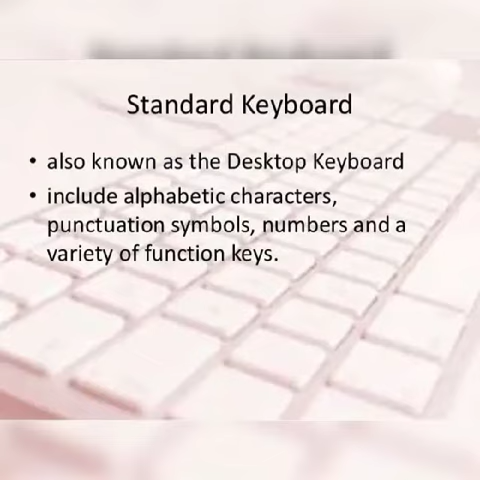 Standard Keyboard
• also known as the Desktop Keyboard
• include alphabetic characters,
punctuation symbols, numbers and a
variety of function keys.